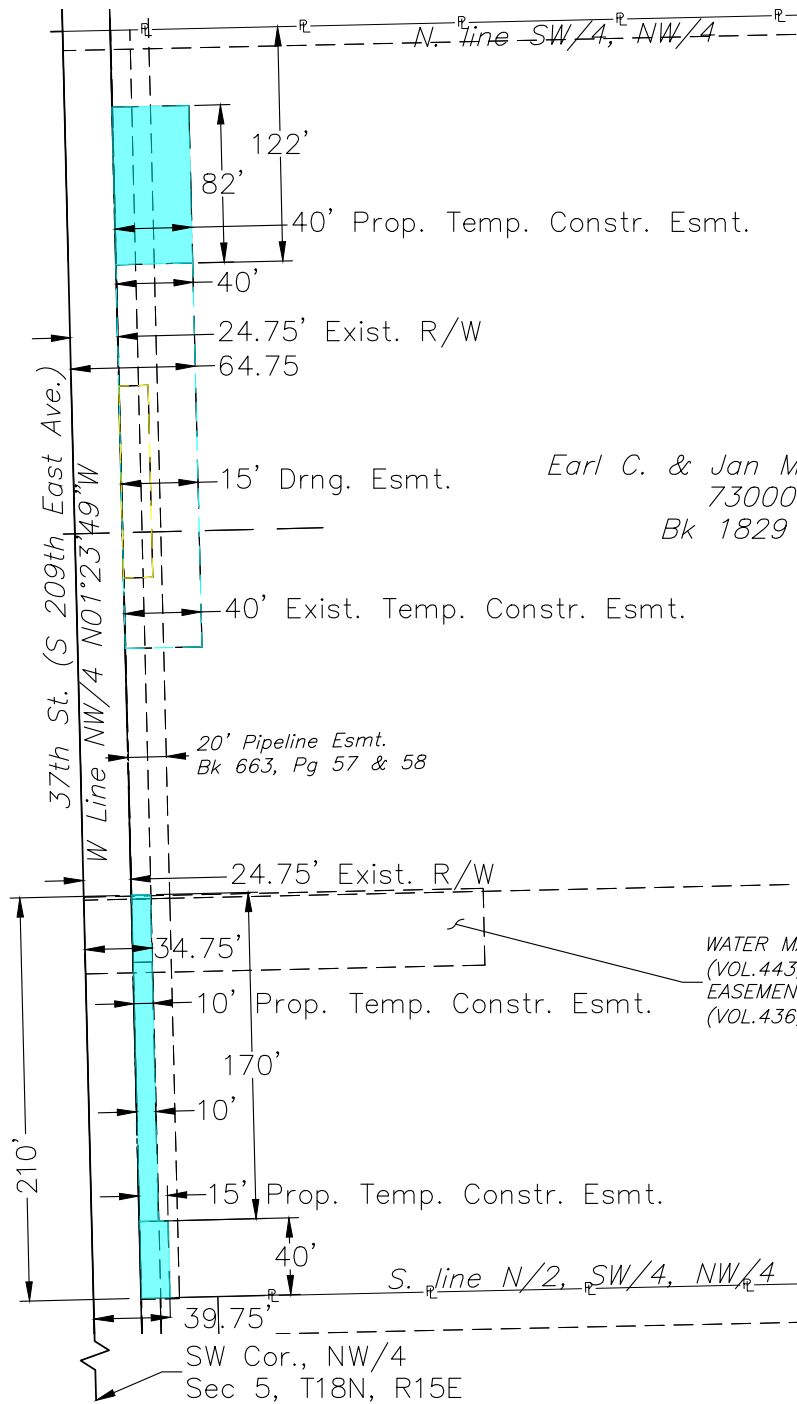 N. line SW/4, NW/4
122'
82'
40' Prop. Temp. Constr. Esmt.
40'
24.75' Exist. R/W
64.75
37th St. (S 209th East Ave.)
W Line NW/4 N01°23'49"W
15' Drng. Esmt.
Earl C. & Jan M
73000
Bk 1829
40' Exist. Temp. Constr. Esmt.
20' Pipeline Esmt.
Bk 663, Pg 57 & 58
24.75' Exist. R/W
34.75'
WATER MA
(VOL.443,
EASEMEN
(VOL.436,
10' Prop. Temp. Constr. Esmt.
170'
10'
210'
15' Prop. Temp. Constr. Esmt.
40'
S. line N/2, SW/4, NW/4
39.75'
SW Cor., NW/4
Sec 5, T18N, R15E